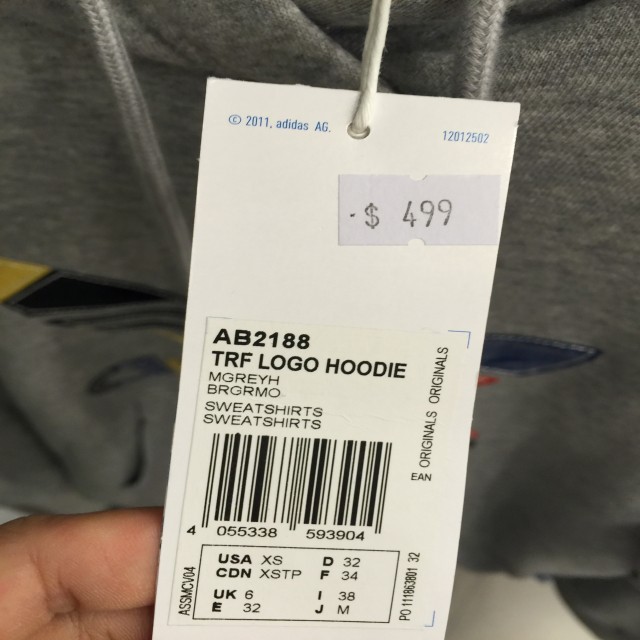 © 2011, adidas AG.
12012502
$ 499
AB2188
TRF LOGO HOODIE
MGREYH
BRGRMO
SWEATSHIRTS
SWEATSHIRTS
EAN ORIGINALS ORIGINALS
4 055338 593904
USA XS D 32
CDN XSTP F 34
UK 6 I 38
E 32 J M
ASSMCV04
PO 111863801 32